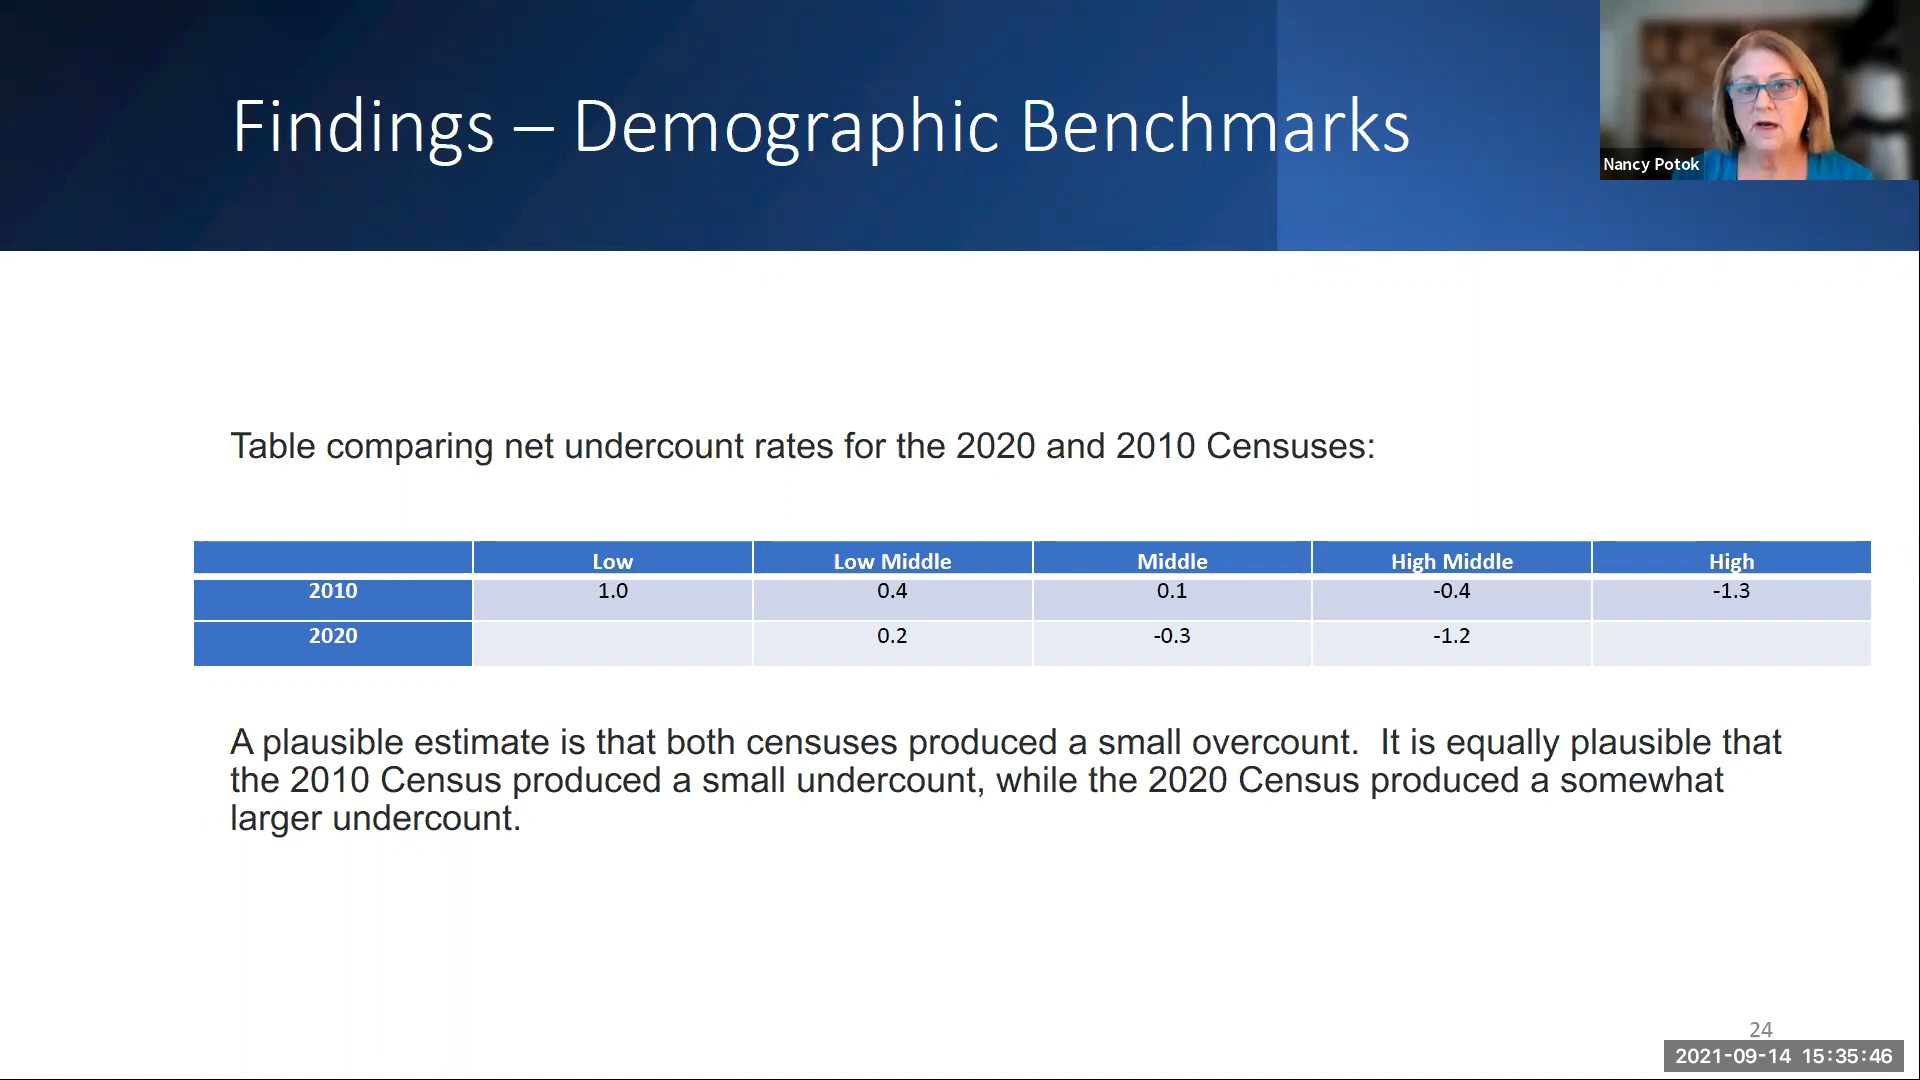 Findings – Demographic Benchmarks
Nancy Potok
Table comparing net undercount rates for the 2020 and 2010 Censuses:
Low Low Middle Middle High Middle High
2010 1.0 0.4 0.1 -0.4 -1.3
2020 0.2 -0.3 -1.2
A plausible estimate is that both censuses produced a small overcount. It is equally plausible that
the 2010 Census produced a small undercount, while the 2020 Census produced a somewhat
larger undercount.
24
2021-09-14 15:35:46